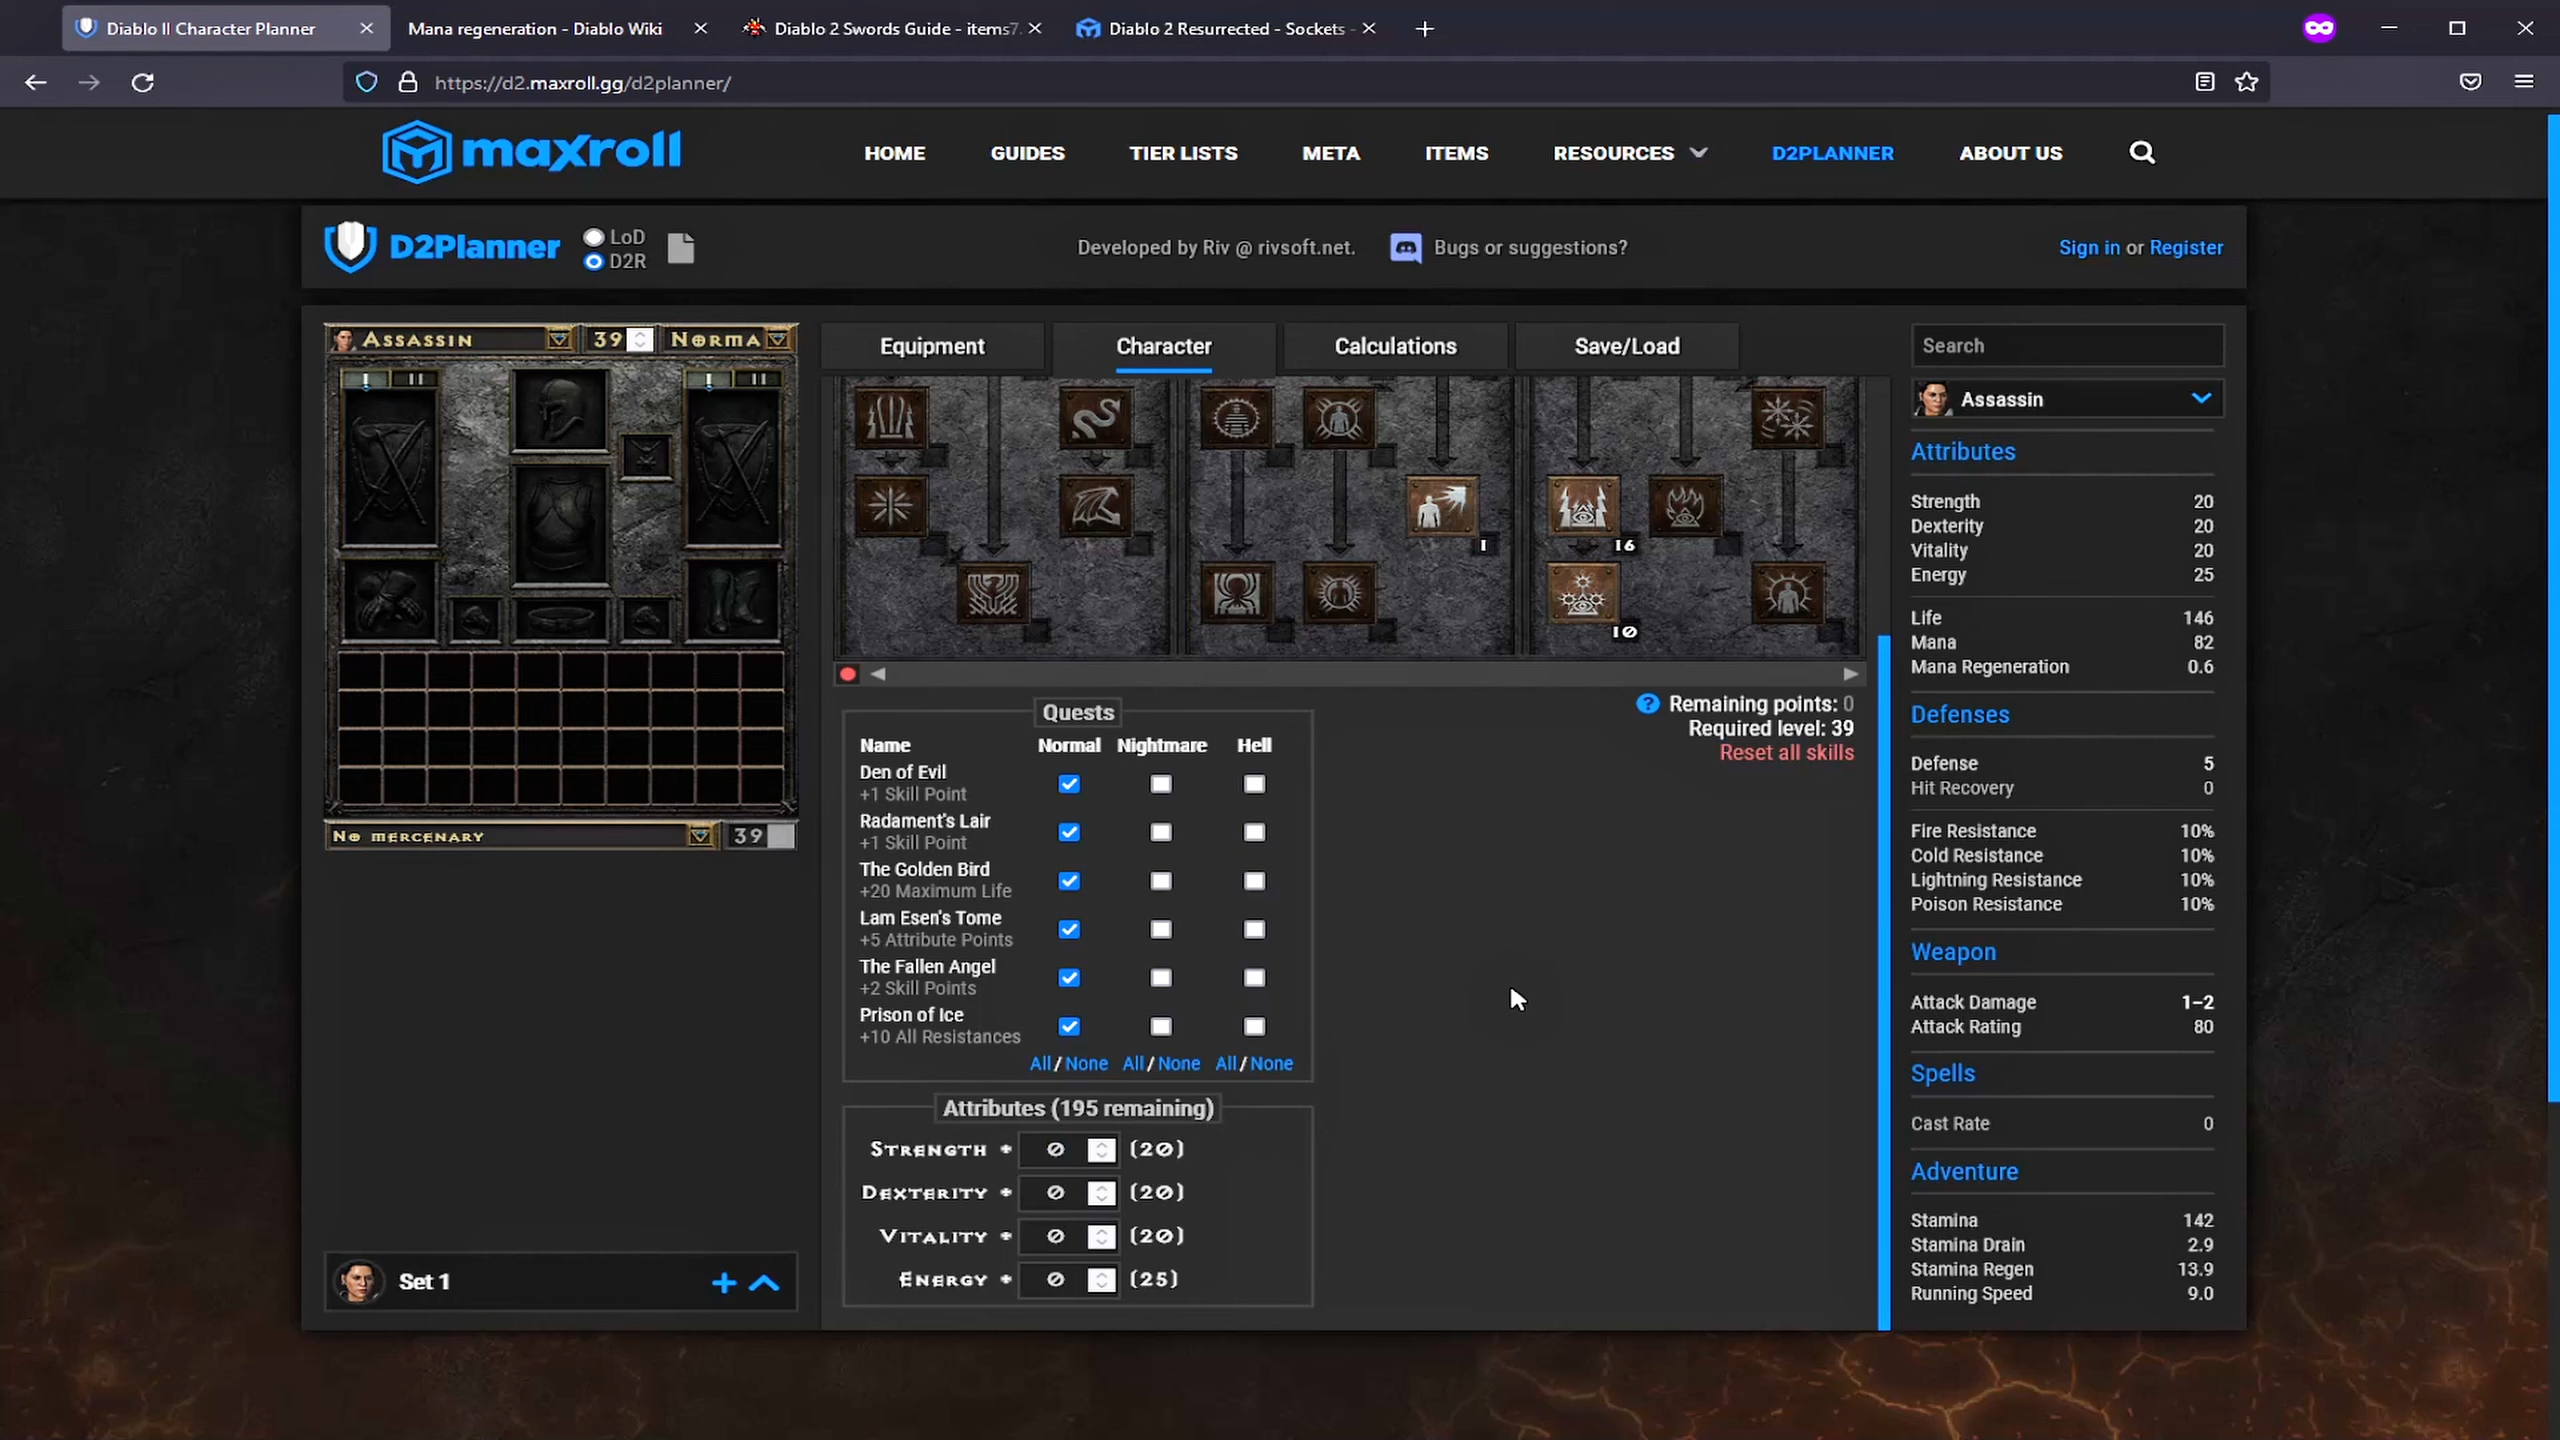 Diablo II Character Planner
Mana regeneration - Diablo Wiki
Diablo 2 Swords Guide - items7.
Diablo 2 Resurrected - Sockets -
https://d2.maxroll.gg/d2planner/
maxroll
HOME
GUIDES
TIER LISTS
META
ITEMS
RESOURCES
D2PLANNER
ABOUT US
D2Planner
LoD
D2R
Developed by Riv @ rivsoft.net.
Bugs or suggestions?
Sign in or Register
Assassin
39
Norma
I
II
I
II
No mercenary
39
Set 1
Equipment
Character
Calculations
Save/Load
1
16
10
Remaining points: 0
Required level: 39
Reset all skills
Quests
Name Normal Nightmare Hell
Den of Evil
+1 Skill Point
Radament's Lair
+1 Skill Point
The Golden Bird
+20 Maximum Life
Lam Esen's Tome
+5 Attribute Points
The Fallen Angel
+2 Skill Points
Prison of Ice
+10 All Resistances
All / None All / None All / None
Attributes (195 remaining)
Strength + 0 (20)
Dexterity + 0 (20)
Vitality + 0 (20)
Energy + 0 (25)
Search
Assassin
Attributes
Strength 20
Dexterity 20
Vitality 20
Energy 25
Life 146
Mana 82
Mana Regeneration 0.6
Defenses
Defense 5
Hit Recovery 0
Fire Resistance 10%
Cold Resistance 10%
Lightning Resistance 10%
Poison Resistance 10%
Weapon
Attack Damage 1–2
Attack Rating 80
Spells
Cast Rate 0
Adventure
Stamina 142
Stamina Drain 2.9
Stamina Regen 13.9
Running Speed 9.0